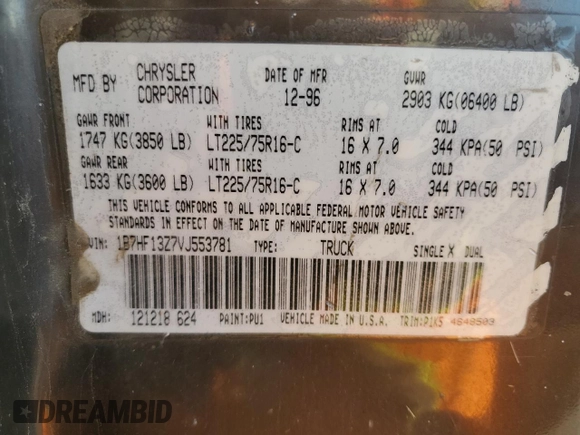 MFD BY CHRYSLER CORPORATION DATE OF MFR 12-96 GVWR 2903 KG(06400 LB)
GAWR FRONT WITH TIRES RIMS AT COLD
1747 KG(3850 LB) LT225/75R16-C 16 X 7.0 344 KPA(50 PSI)
GAWR REAR WITH TIRES RIMS AT COLD
1633 KG(3600 LB) LT225/75R16-C 16 X 7.0 344 KPA(50 PSI)
THIS VEHICLE CONFORMS TO ALL APPLICABLE FEDERAL MOTOR VEHICLE SAFETY
STANDARDS IN EFFECT ON THE DATE OF MANUFACTURE SHOWN ABOVE.
VIN: 1B7HF13Z7VJ553781 TYPE: TRUCK SINGLE X DUAL
MDH: 121218 624 PAINT:PU1 VEHICLE MADE IN U.S.A. TRIM:P1K5 4648503
DREAMBID